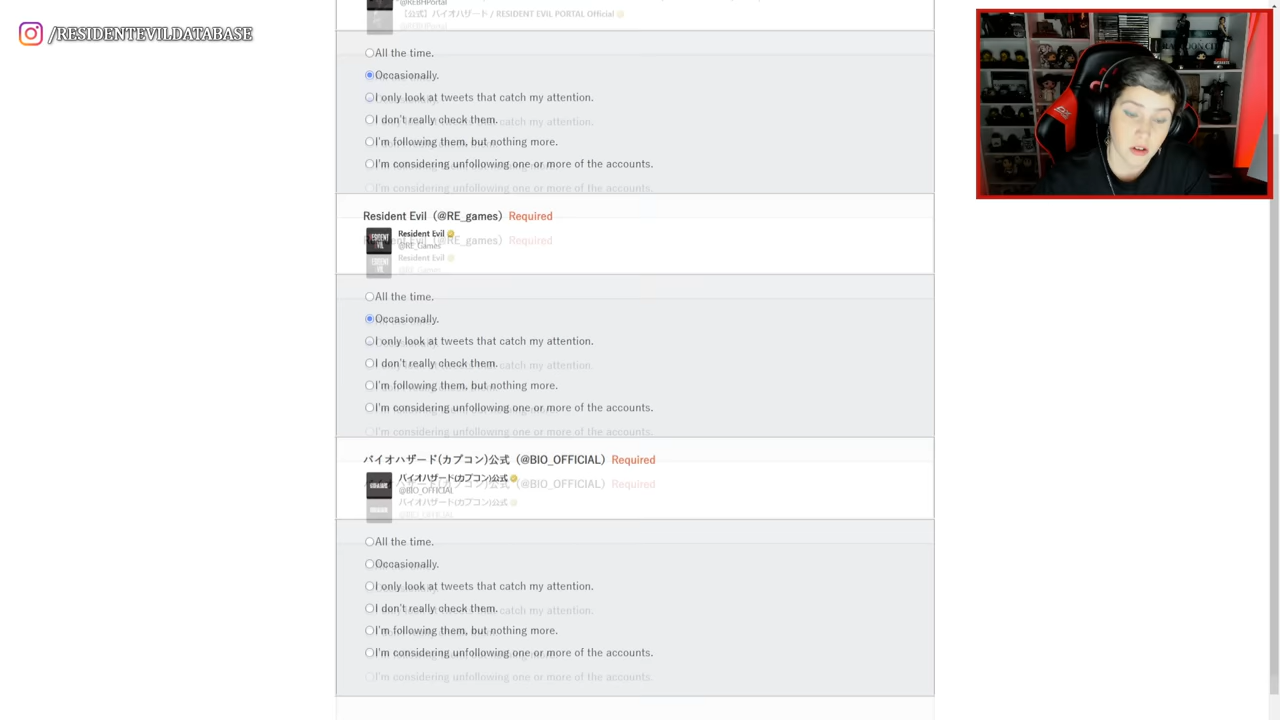 /RESIDENTEVILDATABASE
@REBHPortal
【公式】バイオハザード / RESIDENT EVIL PORTAL Official
All the time.
Occasionally.
I only look at tweets that catch my attention.
I don't really check them.
I'm following them, but nothing more.
I'm considering unfollowing one or more of the accounts.
Resident Evil（@RE_games） Required
Resident Evil
@RE_Games
All the time.
Occasionally.
I only look at tweets that catch my attention.
I don't really check them.
I'm following them, but nothing more.
I'm considering unfollowing one or more of the accounts.
バイオハザード(カプコン)公式（@BIO_OFFICIAL） Required
バイオハザード(カプコン)公式
@BIO_OFFICIAL
All the time.
Occasionally.
I only look at tweets that catch my attention.
I don't really check them.
I'm following them, but nothing more.
I'm considering unfollowing one or more of the accounts.